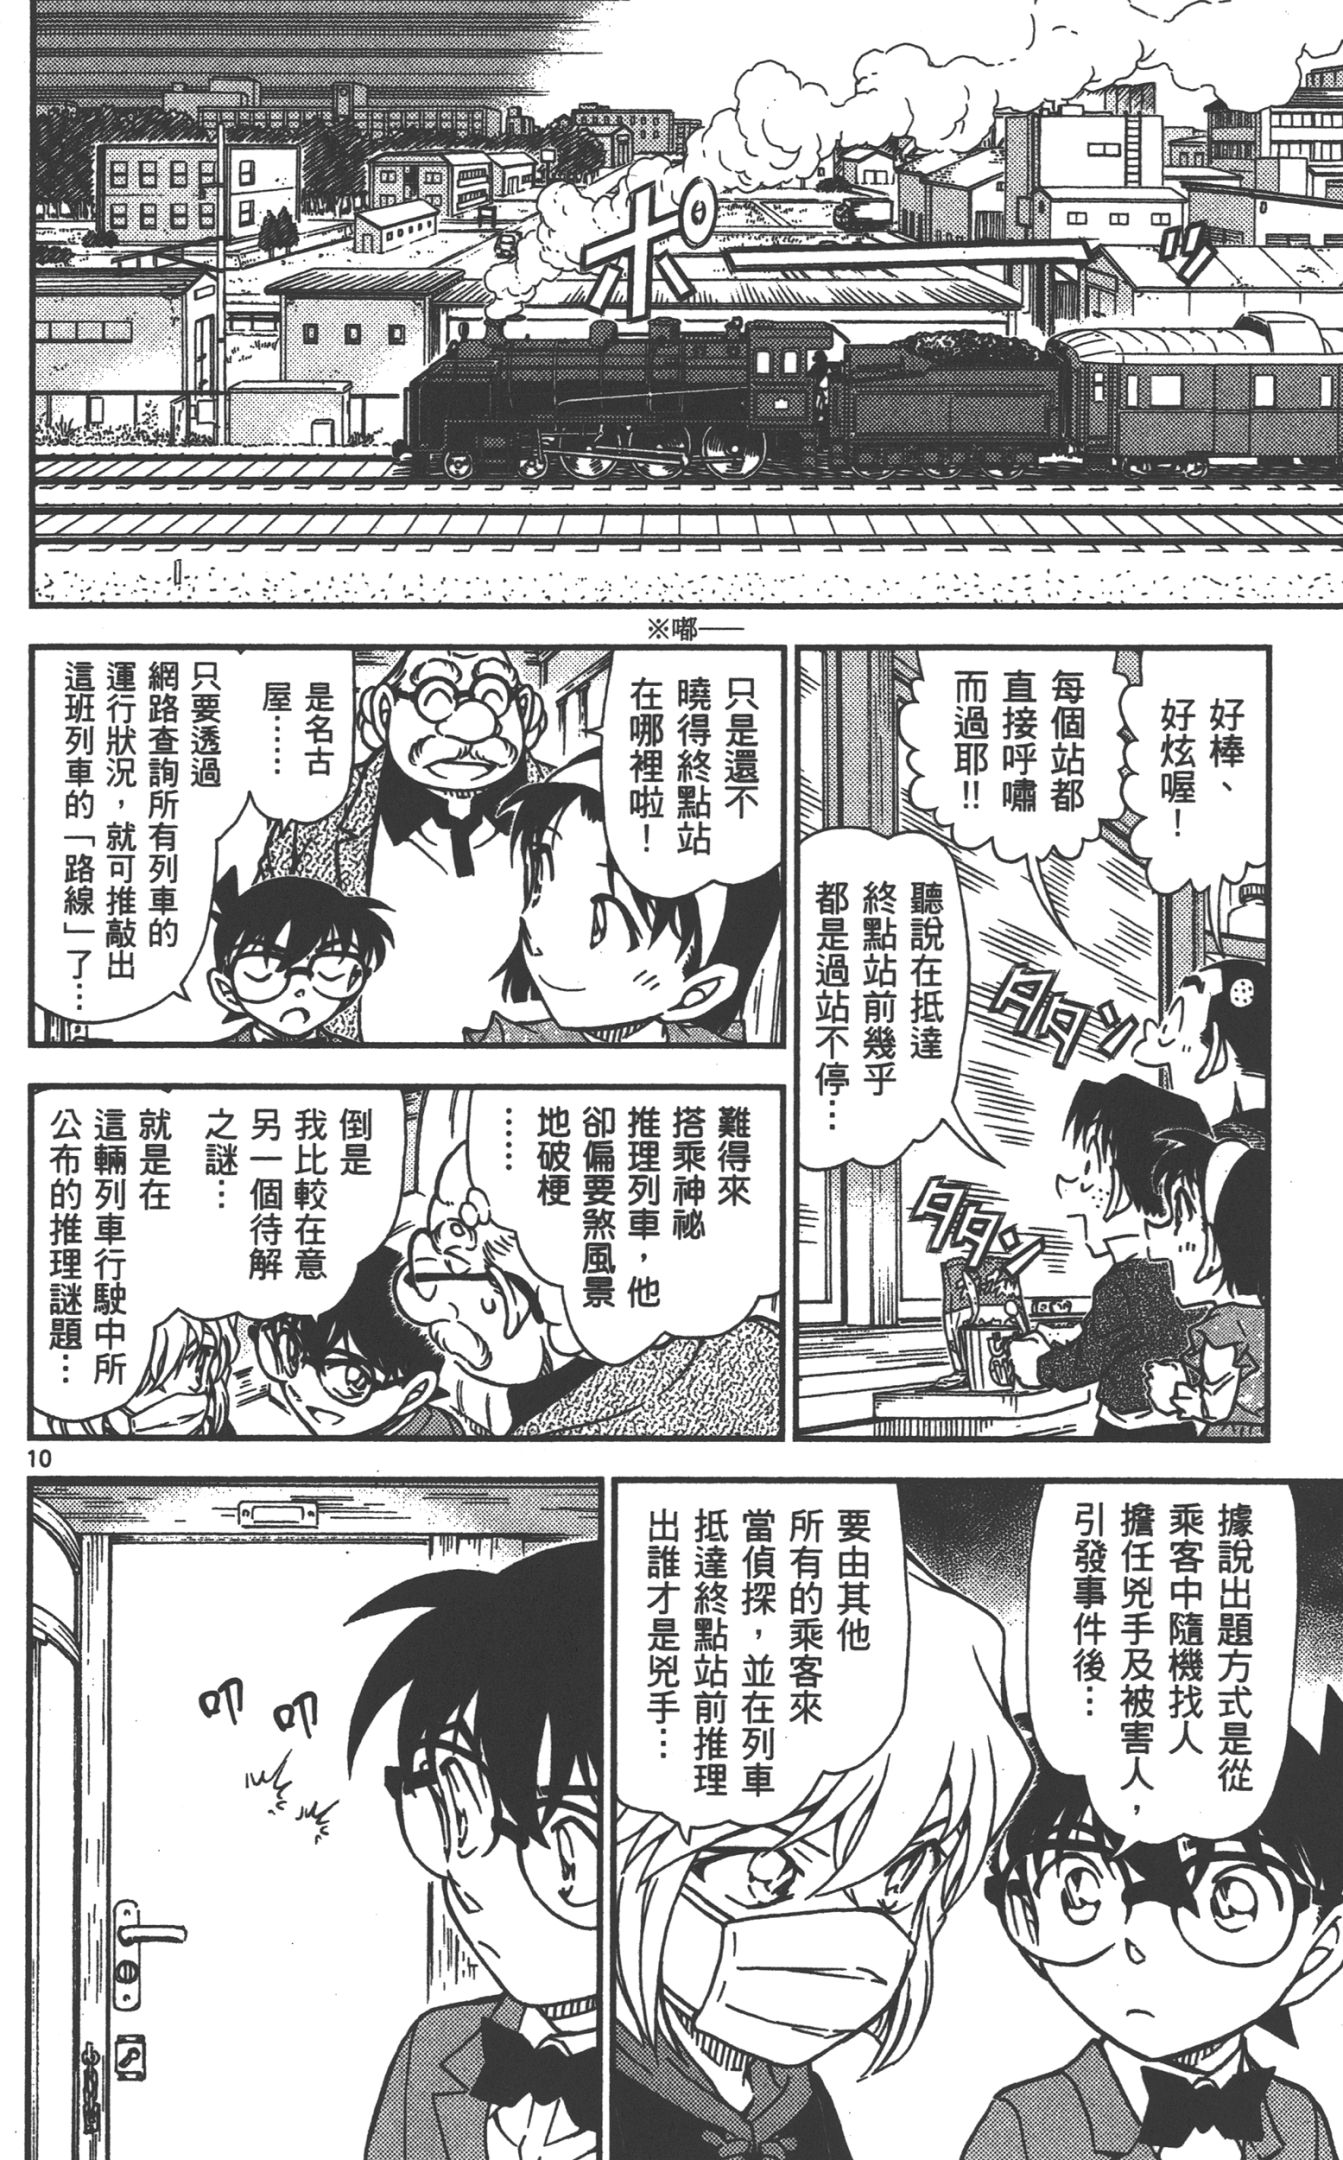 ポーッ
※嘟──
好棒、
好炫喔！
每個站都
直接呼嘯
而過耶!!
聽說在抵達
終點站前幾乎
都是過站不停…
タタン
タタン
只是還不
曉得終點站
在哪裡啦！
是名古
屋……
只要透過
網路查詢所有列車的
運行狀況，就可推敲出
這班列車的「路線」了…
難得來
搭乘神祕
推理列車，他
卻偏要煞風景
地破梗
……
倒是
我比較在意
另一個待解
之謎…
就是在
這輛列車行駛中所
公布的推理謎題…
10
據說出題方式是從
乘客中隨機找人
擔任兇手及被害人，
引發事件後…
要由其他
所有的乘客來
當偵探，並在列車
抵達終點站前推理
出誰才是兇手…
叩
叩